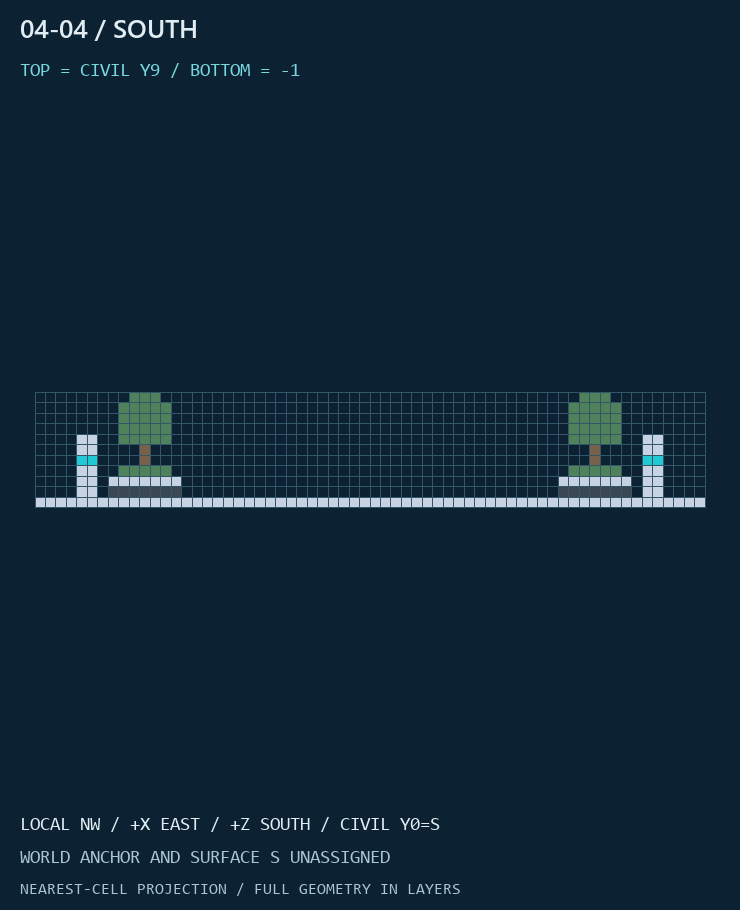 04-04 / SOUTH
TOP = CIVIL Y9 / BOTTOM = -1
LOCAL NW / +X EAST / +Z SOUTH / CIVIL Y0=S
WORLD ANCHOR AND SURFACE S UNASSIGNED
NEAREST-CELL PROJECTION / FULL GEOMETRY IN LAYERS